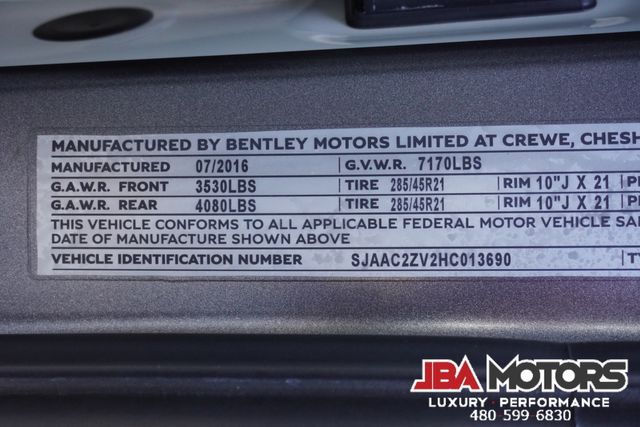 MANUFACTURED BY BENTLEY MOTORS LIMITED AT CREWE,
MANUFACTURED 07/2016 G.V.W.R. 7170LBS
G.A.W.R. FRONT 3530LBS TIRE 285/45R21 RIM 10"J X 21
G.A.W.R. REAR 4080LBS TIRE 285/45R21 RIM 10"J X 21
THIS VEHICLE CONFORMS TO ALL APPLICABLE FEDERAL MOTOR VEHICLE
DATE OF MANUFACTURE SHOWN ABOVE
VEHICLE IDENTIFICATION NUMBER SJAAC2ZV2HC013690
JBA MOTORS
LUXURY · PERFORMANCE
480·599·6830